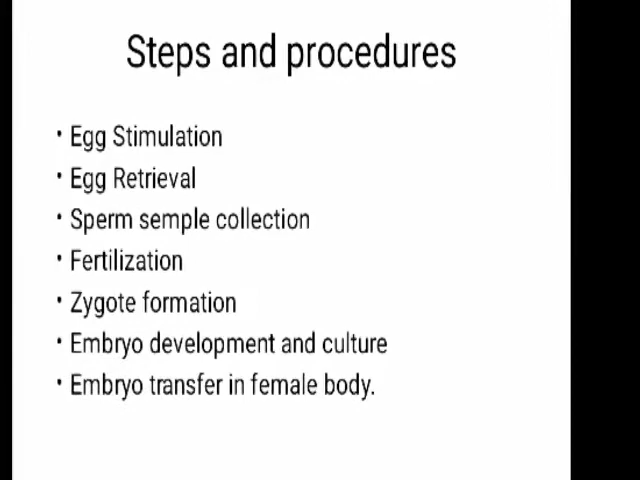 Steps and procedures
• Egg Stimulation
• Egg Retrieval
• Sperm semple collection
• Fertilization
• Zygote formation
• Embryo development and culture
• Embryo transfer in female body.